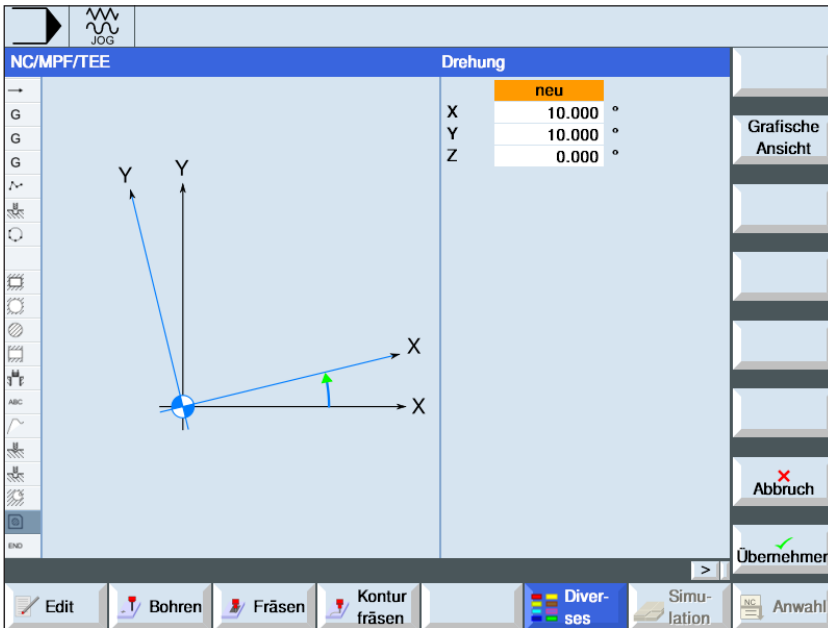 JOG
NC/MPF/TEE
Drehung
neu
X 10.000 °
Y 10.000 °
Z 0.000 °
Grafische
Ansicht
G
G
G
ABC
END
Y
Y
X
X
Abbruch
Übernehmen
>
Edit
Bohren
Fräsen
Kontur
fräsen
Diver-
ses
Simu-
lation
NC
Anwahl